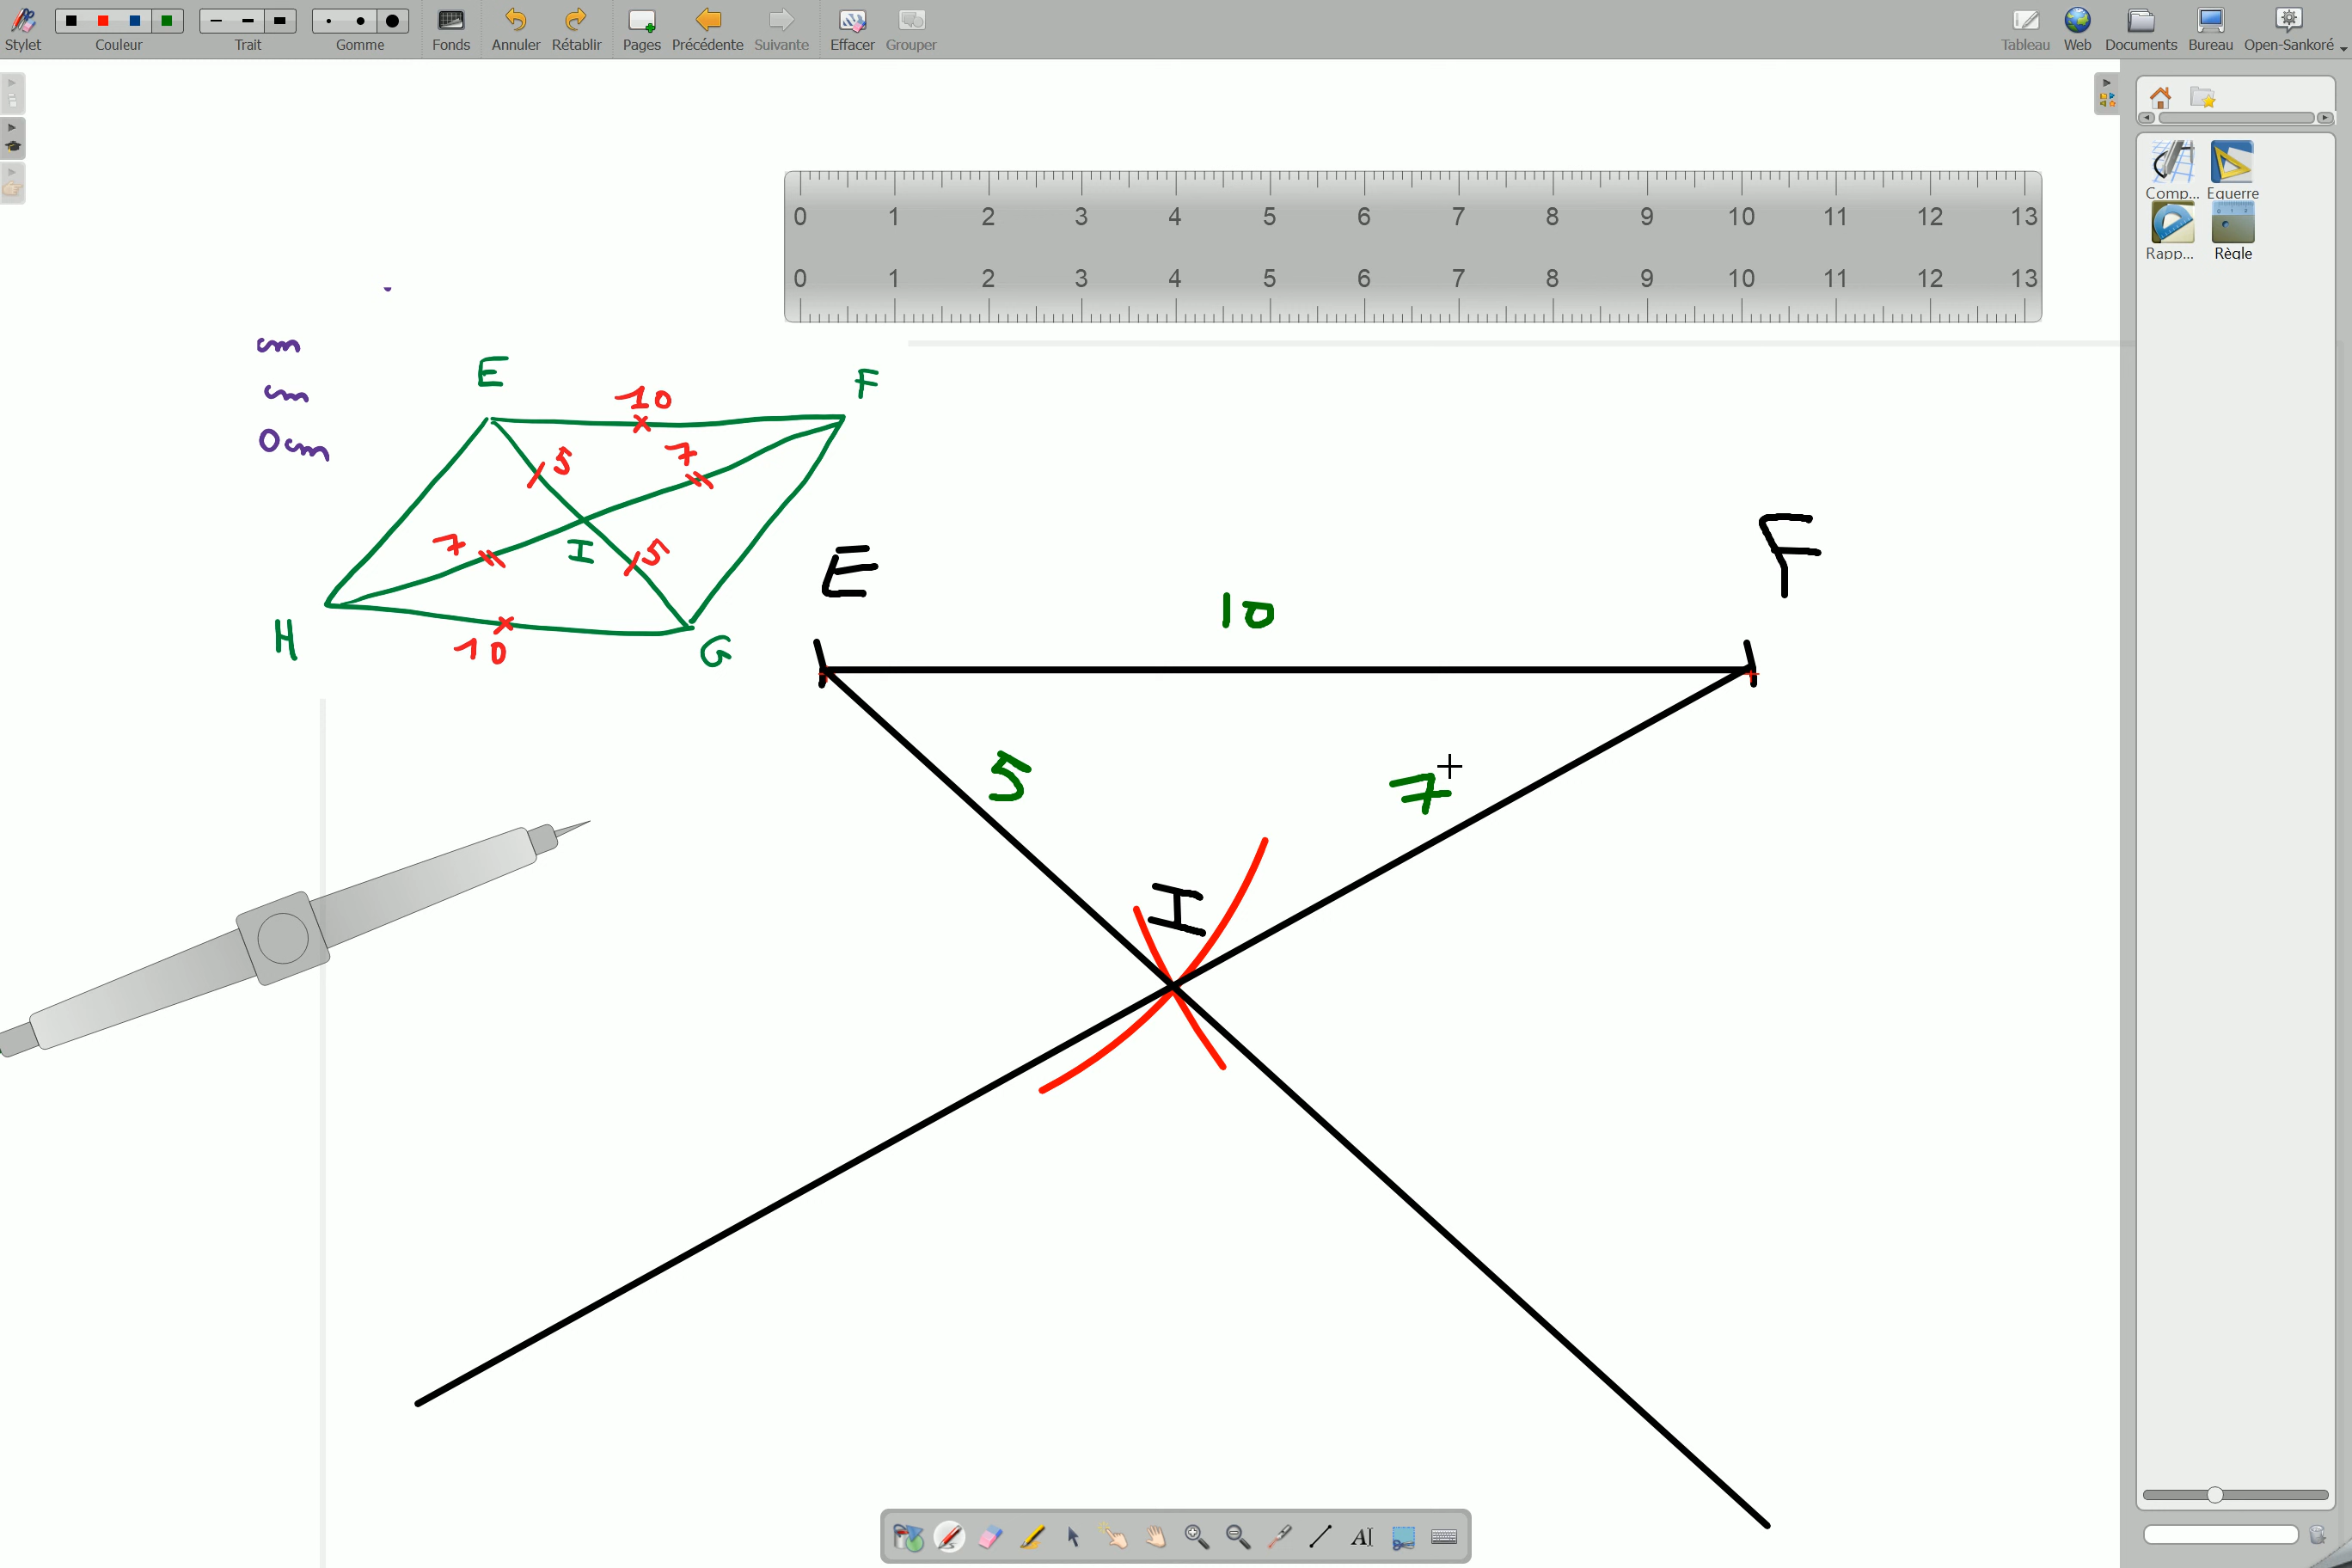 Stylet Couleur Trait Gomme Fonds Annuler Rétablir Pages Précédente Suivante Effacer Grouper Tableau Web Documents Bureau Open-Sankoré
0 1 2 3 4 5 6 7 8 9 10 11 12 13
0 1 2 3 4 5 6 7 8 9 10 11 12 13
Comp... Equerre
Rapp... Règle
cm
cm
0cm
E
F
10
5
7
7
I
5
H
10
G
E
F
10
5
7
I